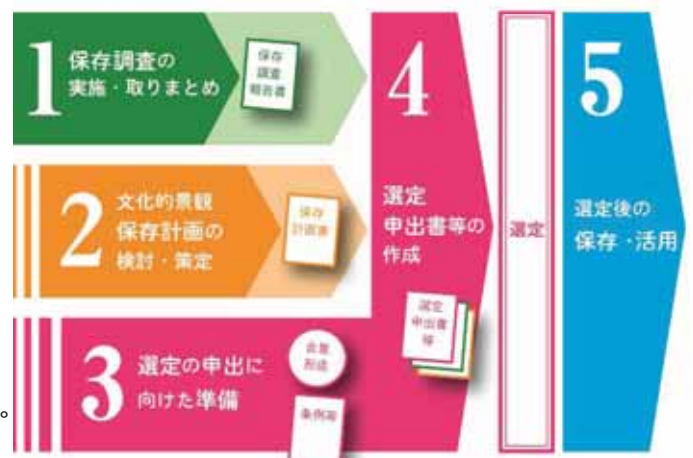 1
保存調査の
実施・取りまとめ
保存
調査
報告書
2
文化的景観
保存計画の
検討・策定
保存
計画書
3
選定の申出に
向けた準備
合意
形成
条例等
4
選定
申出書等の
作成
選定
申出書
等
選定
5
選定後の
保存・活用
。